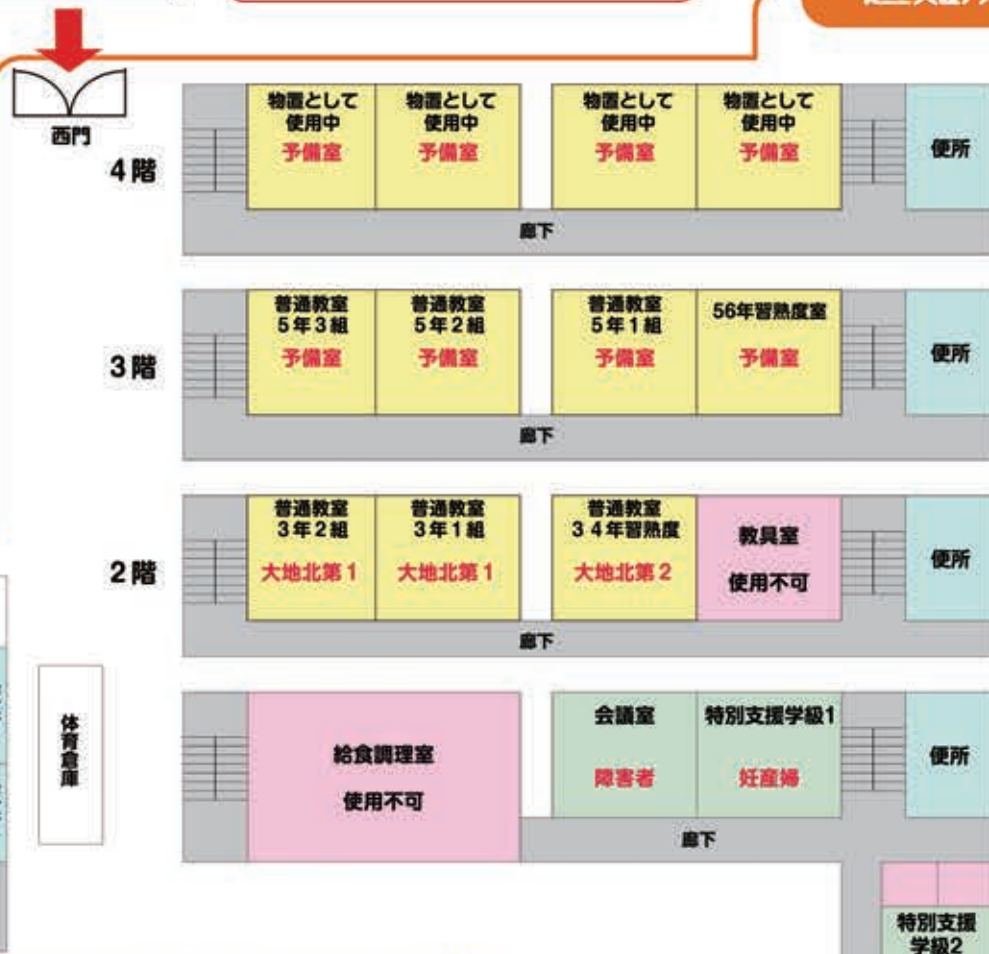 西門
4階
物置として
使用中
予備室
物置として
使用中
予備室
物置として
使用中
予備室
物置として
使用中
予備室
便所
廊下
3階
普通教室
5年3組
予備室
普通教室
5年2組
予備室
普通教室
5年1組
予備室
56年習熟度室
予備室
便所
廊下
2階
普通教室
3年2組
大地北第1
普通教室
3年1組
大地北第1
普通教室
34年習熟度
大地北第2
教具室
使用不可
便所
廊下
体育倉庫
給食調理室
使用不可
会議室
障害者
特別支援学級1
妊産婦
便所
廊下
特別支援
学級2